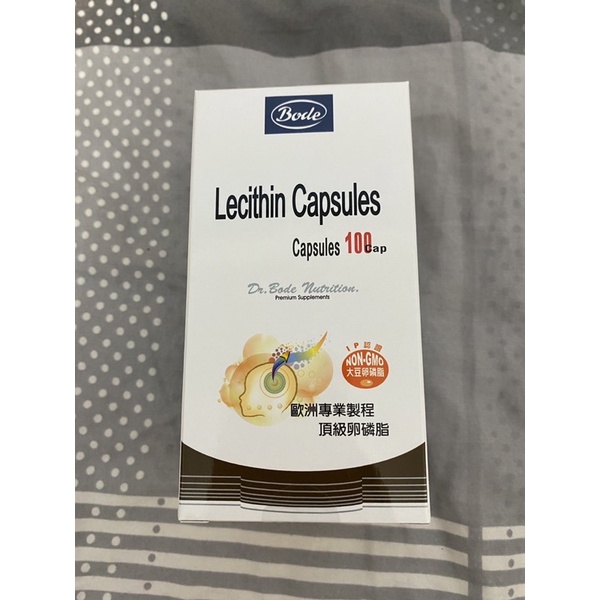 Bode
Lecithin Capsules
Capsules 100Cap
Dr. Bode Nutrition.
Premium Supplements
IP認證
NON-GMO
大豆卵磷脂
歐洲專業製程
頂級卵磷脂